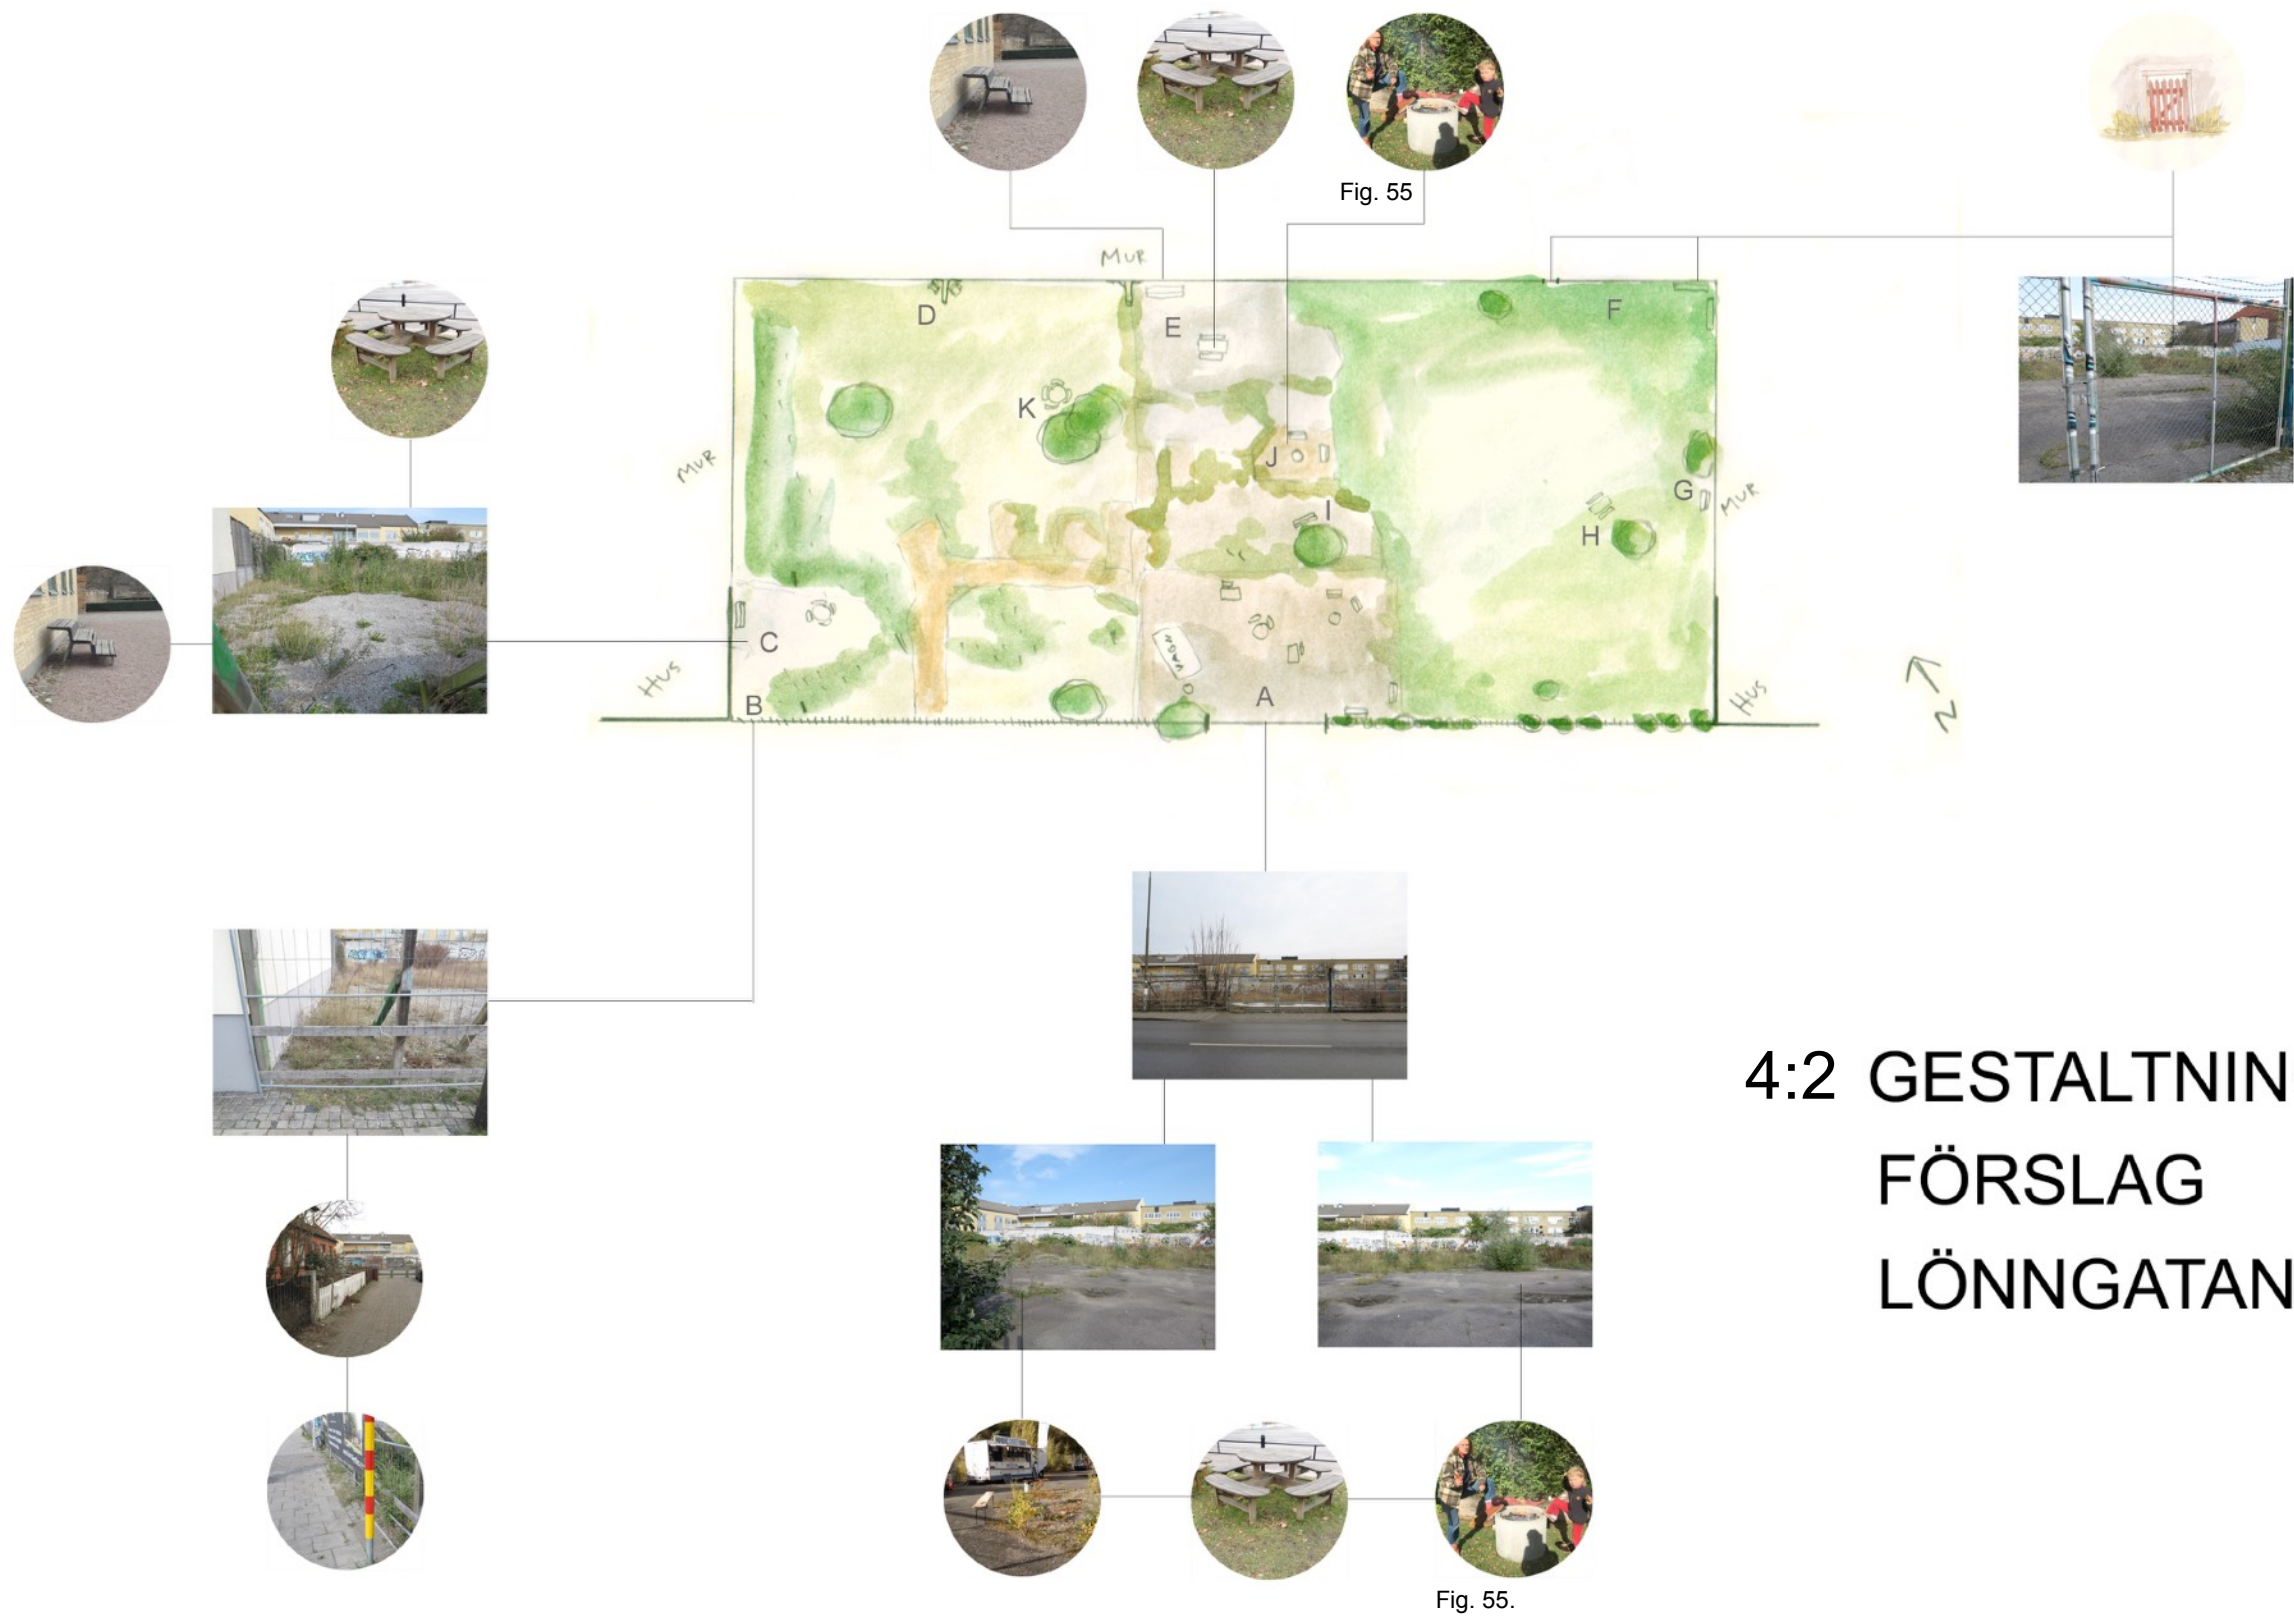 Fig. 55
MUR
D
E
F
K
MUR
J
G
MUR
I
H
C
VAGN
HUS
B
A
HUS
N
4:2 GESTALTNIN
FÖRSLAG
LÖNNGATAN
Fig. 55.